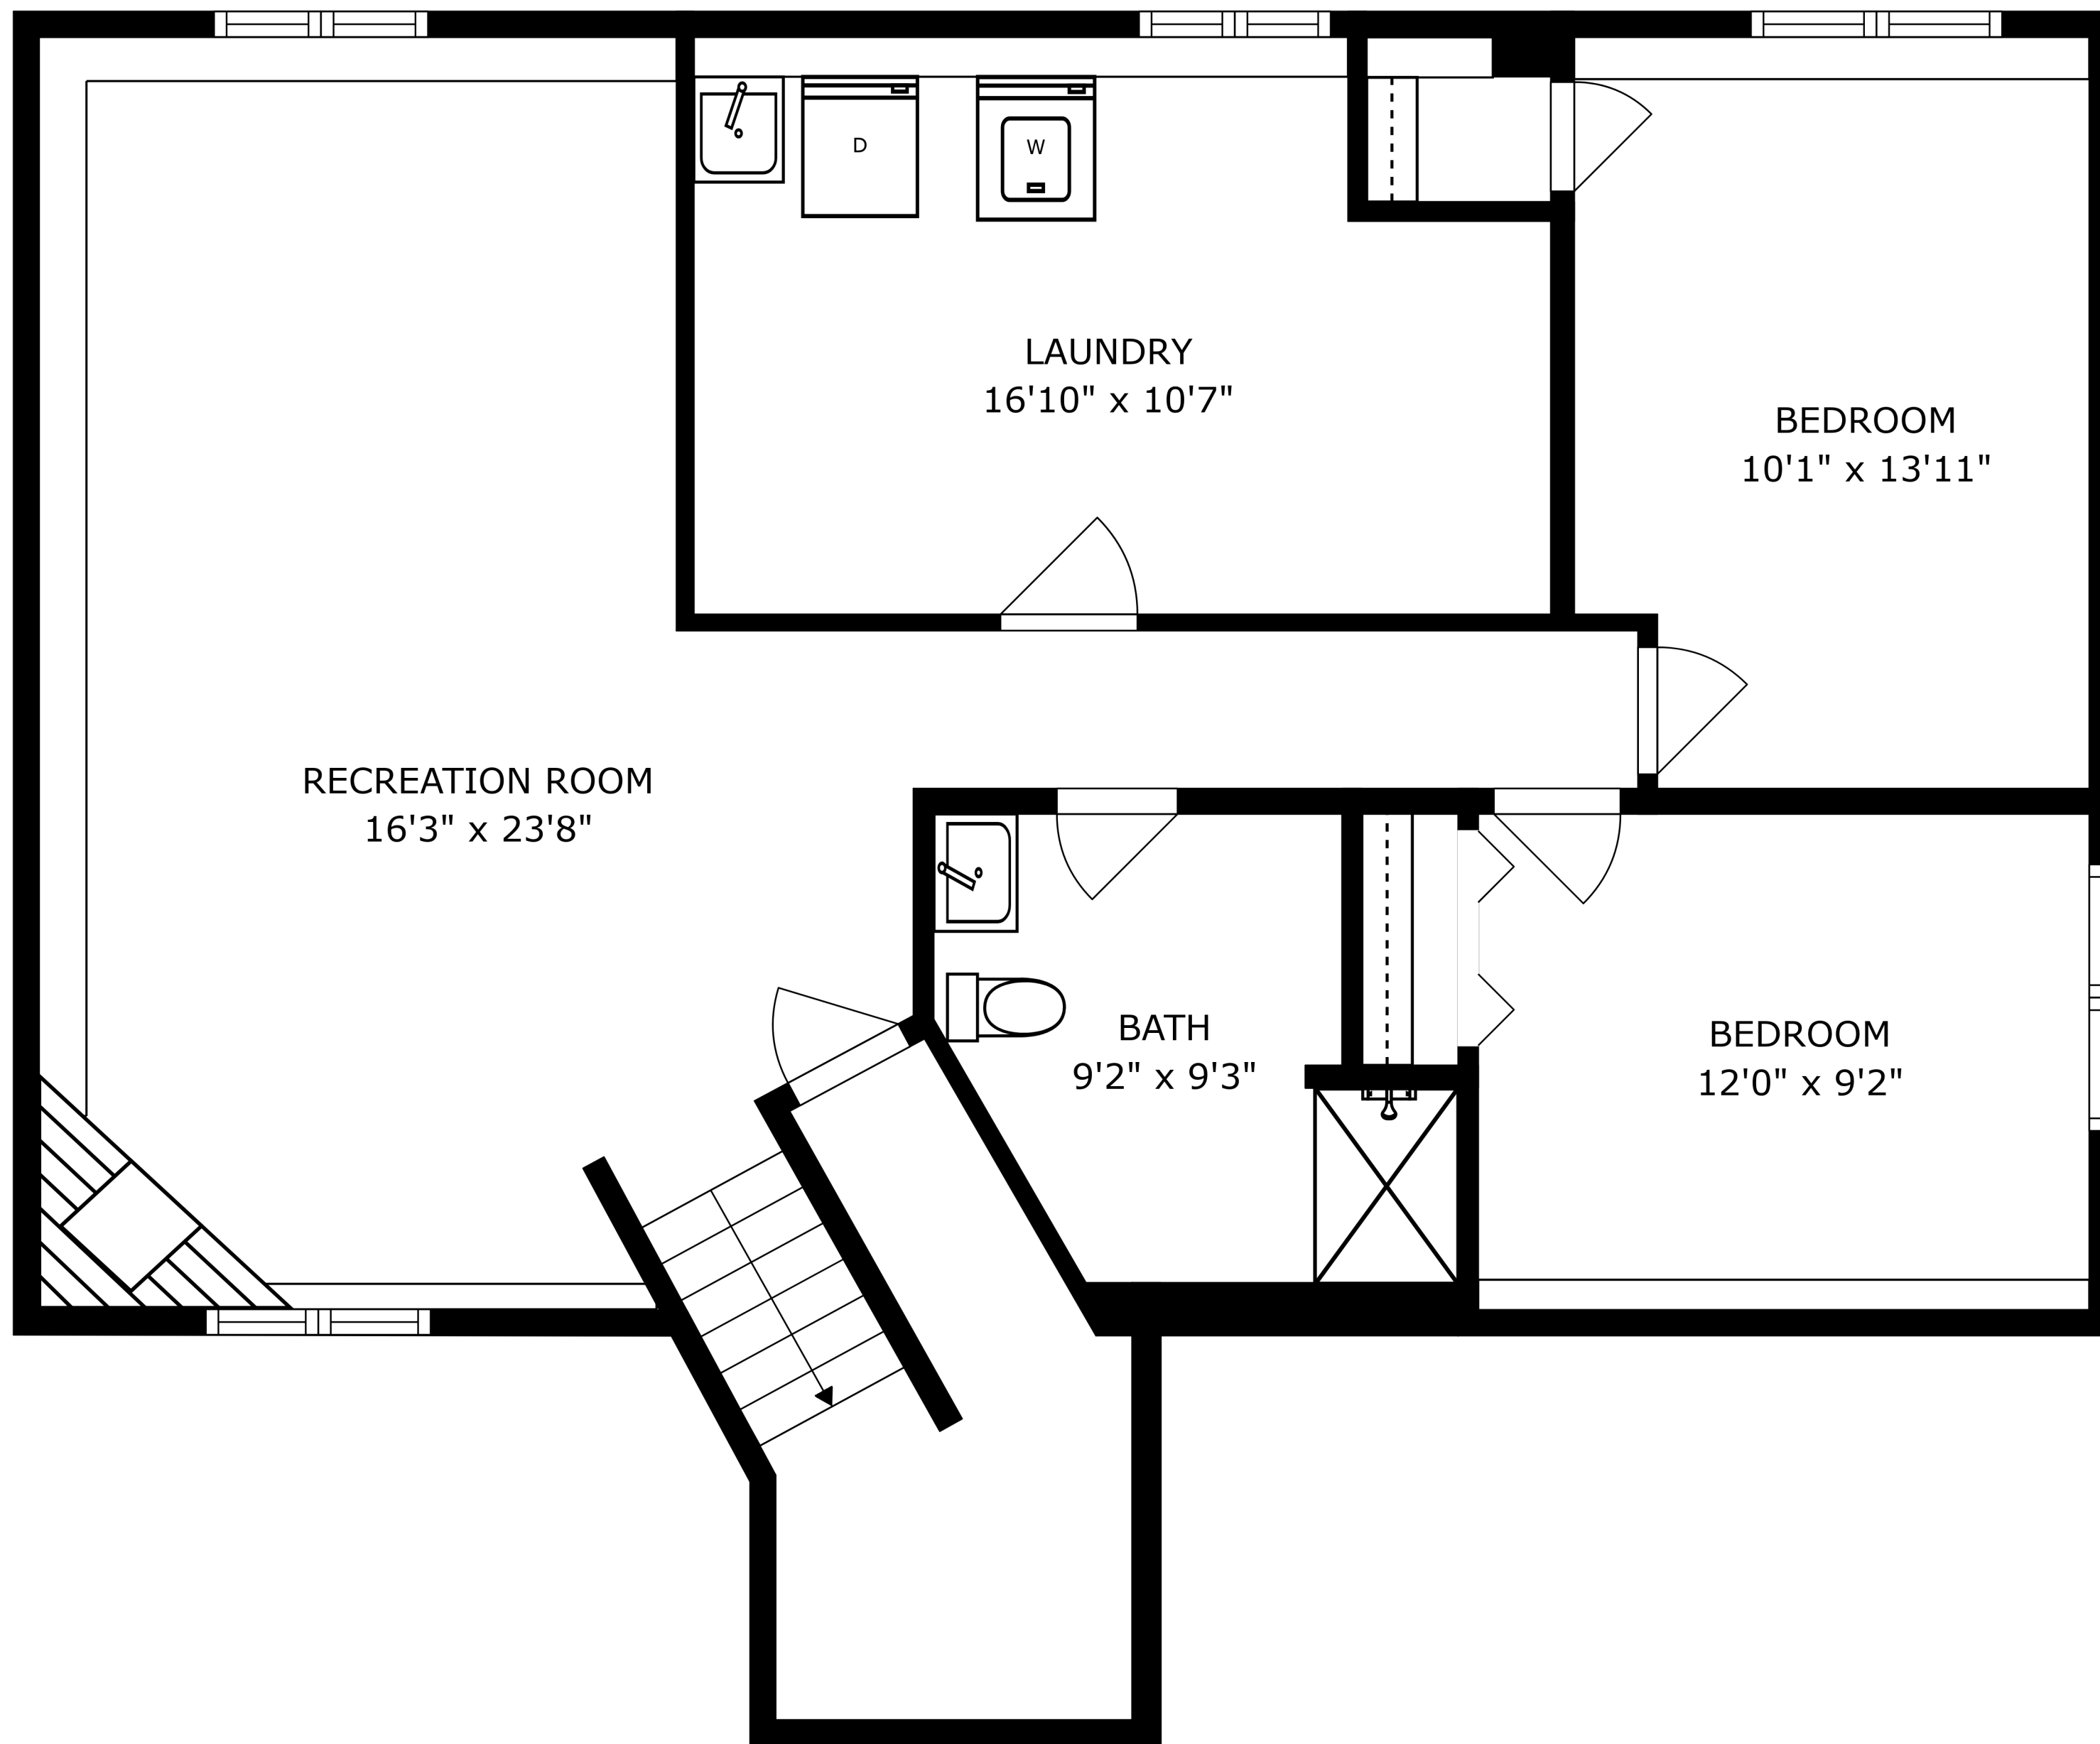 D
W
LAUNDRY
16'10" x 10'7"
BEDROOM
10'1" x 13'11"
RECREATION ROOM
16'3" x 23'8"
BATH
9'2" x 9'3"
BEDROOM
12'0" x 9'2"